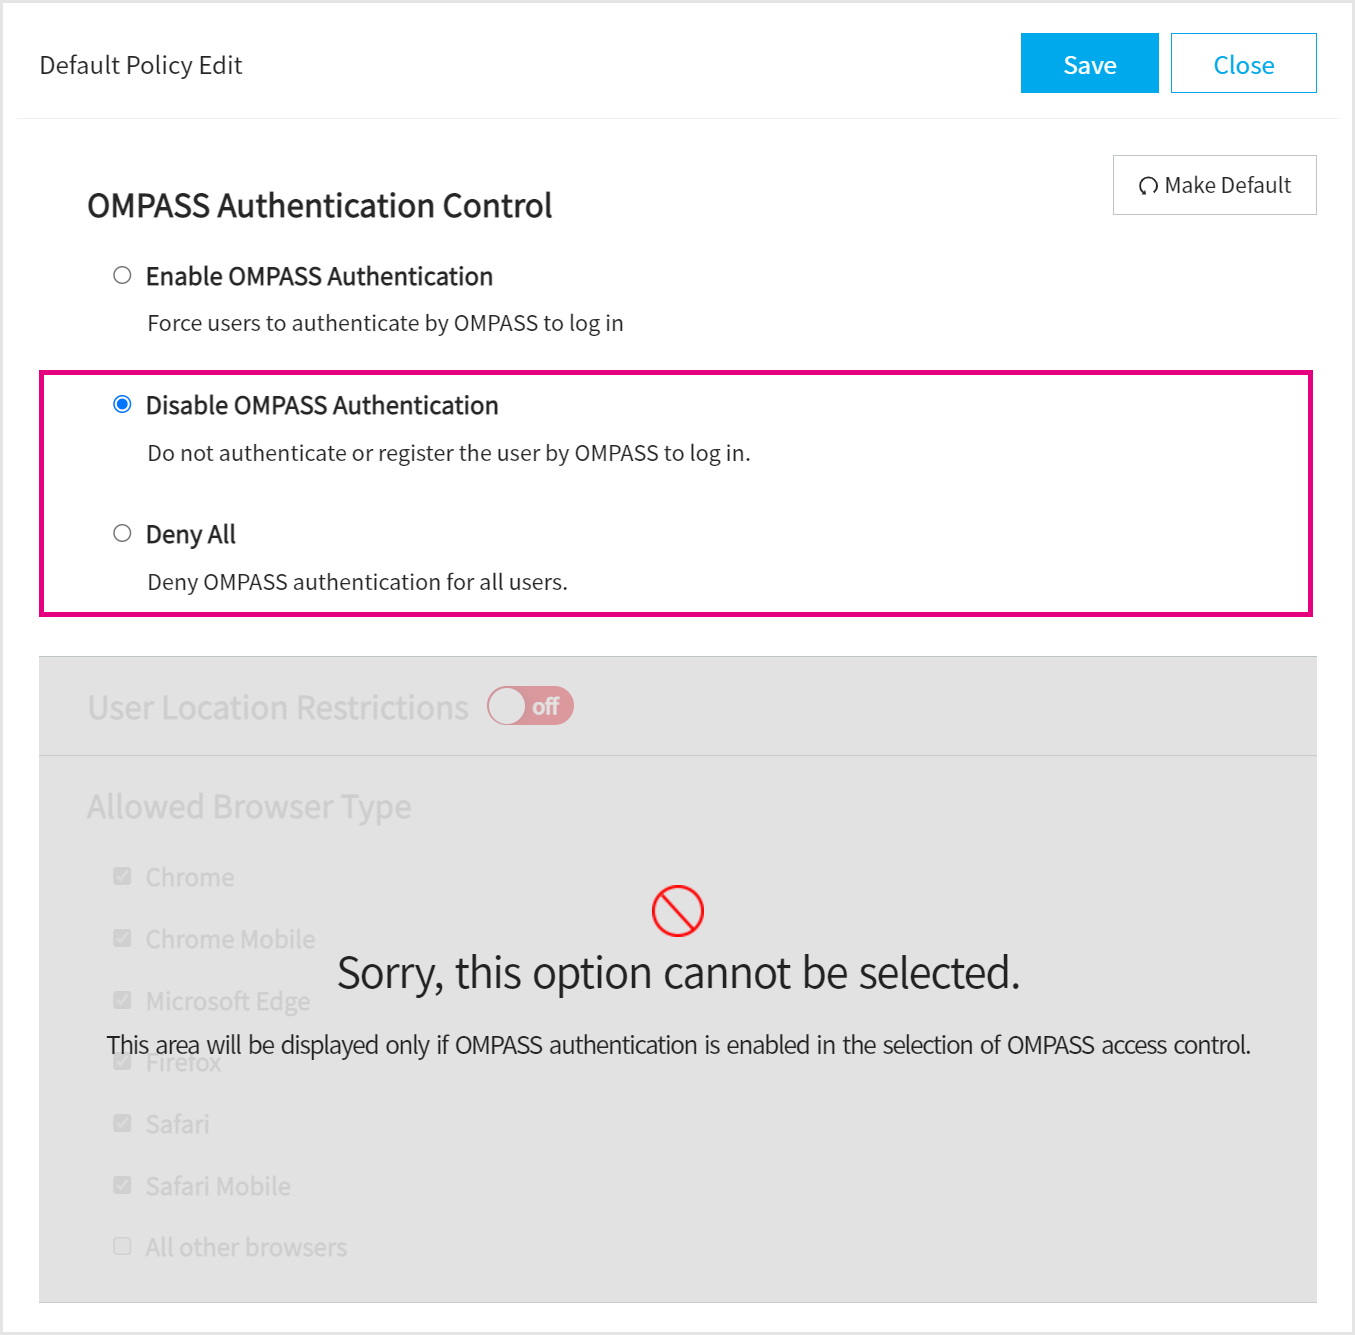 Default Policy Edit
Save
Close
Make Default
OMPASS Authentication Control
Enable OMPASS Authentication
Force users to authenticate by OMPASS to log in
Disable OMPASS Authentication
Do not authenticate or register the user by OMPASS to log in.
Deny All
Deny OMPASS authentication for all users.
User Location Restrictions
off
Allowed Browser Type
Chrome
Chrome Mobile
Sorry, this option cannot be selected.
Microsoft Edge
This area will be displayed only if OMPASS authentication is enabled in the selection of OMPASS access control.
Firefox
Safari
Safari Mobile
All other browsers